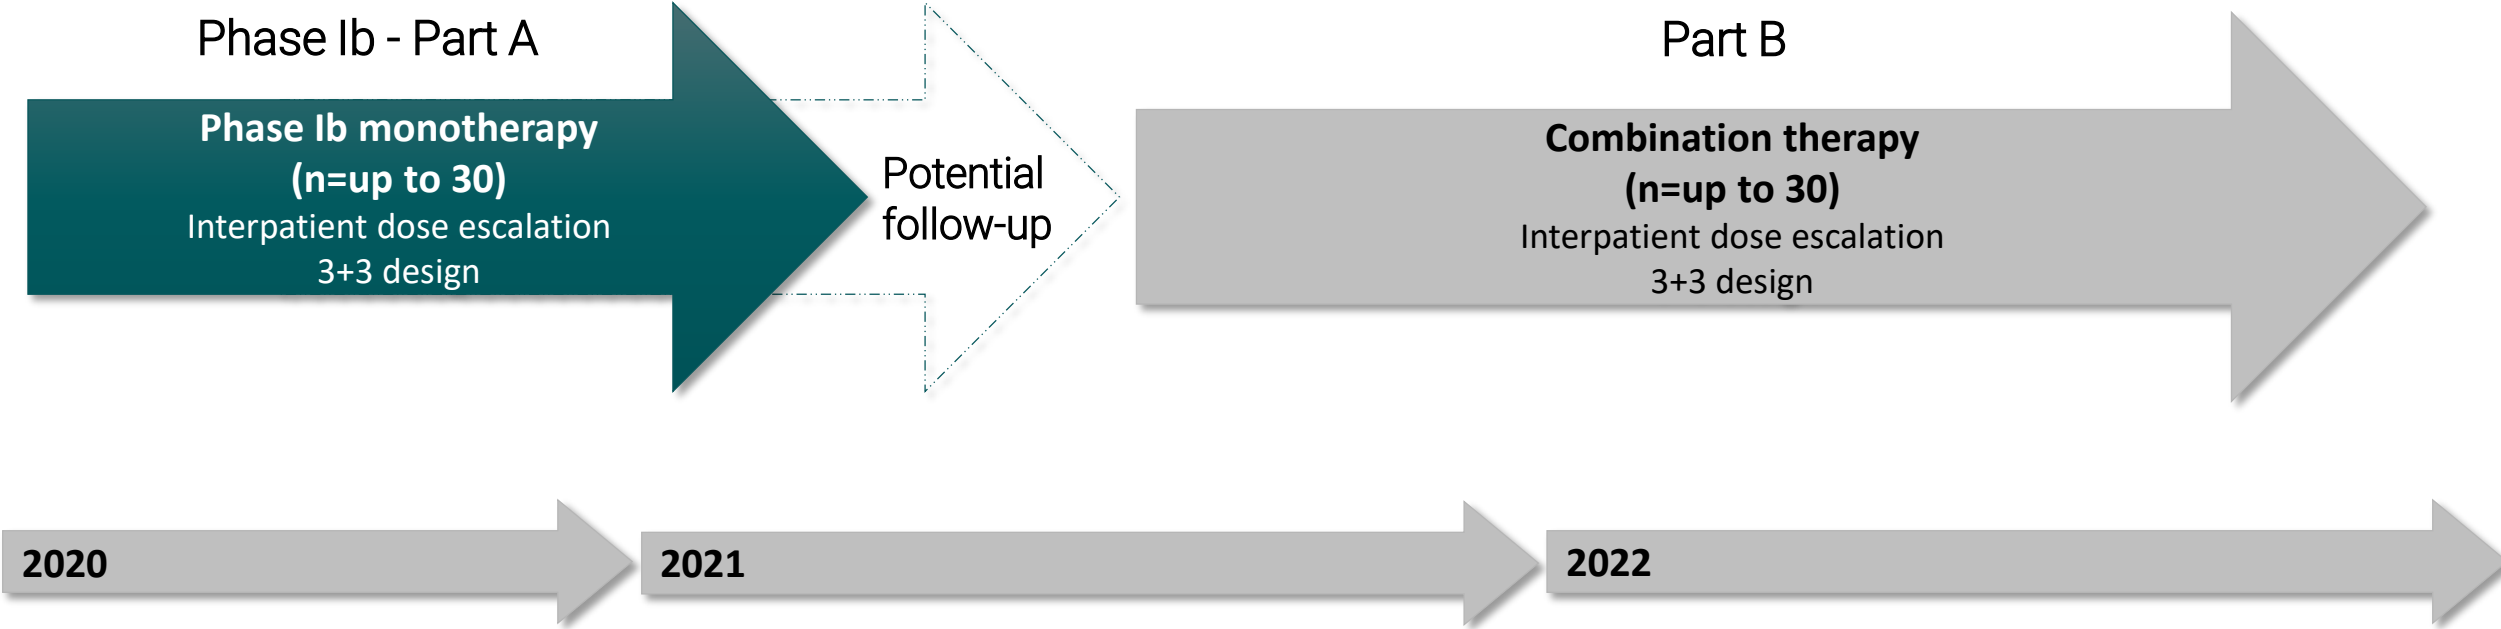 Phase Ib - Part A
Phase Ib monotherapy
(n=up to 30)
Interpatient dose escalation
3+3 design
Potential
follow-up
Part B
Combination therapy
(n=up to 30)
Interpatient dose escalation
3+3 design
2020
2021
2022